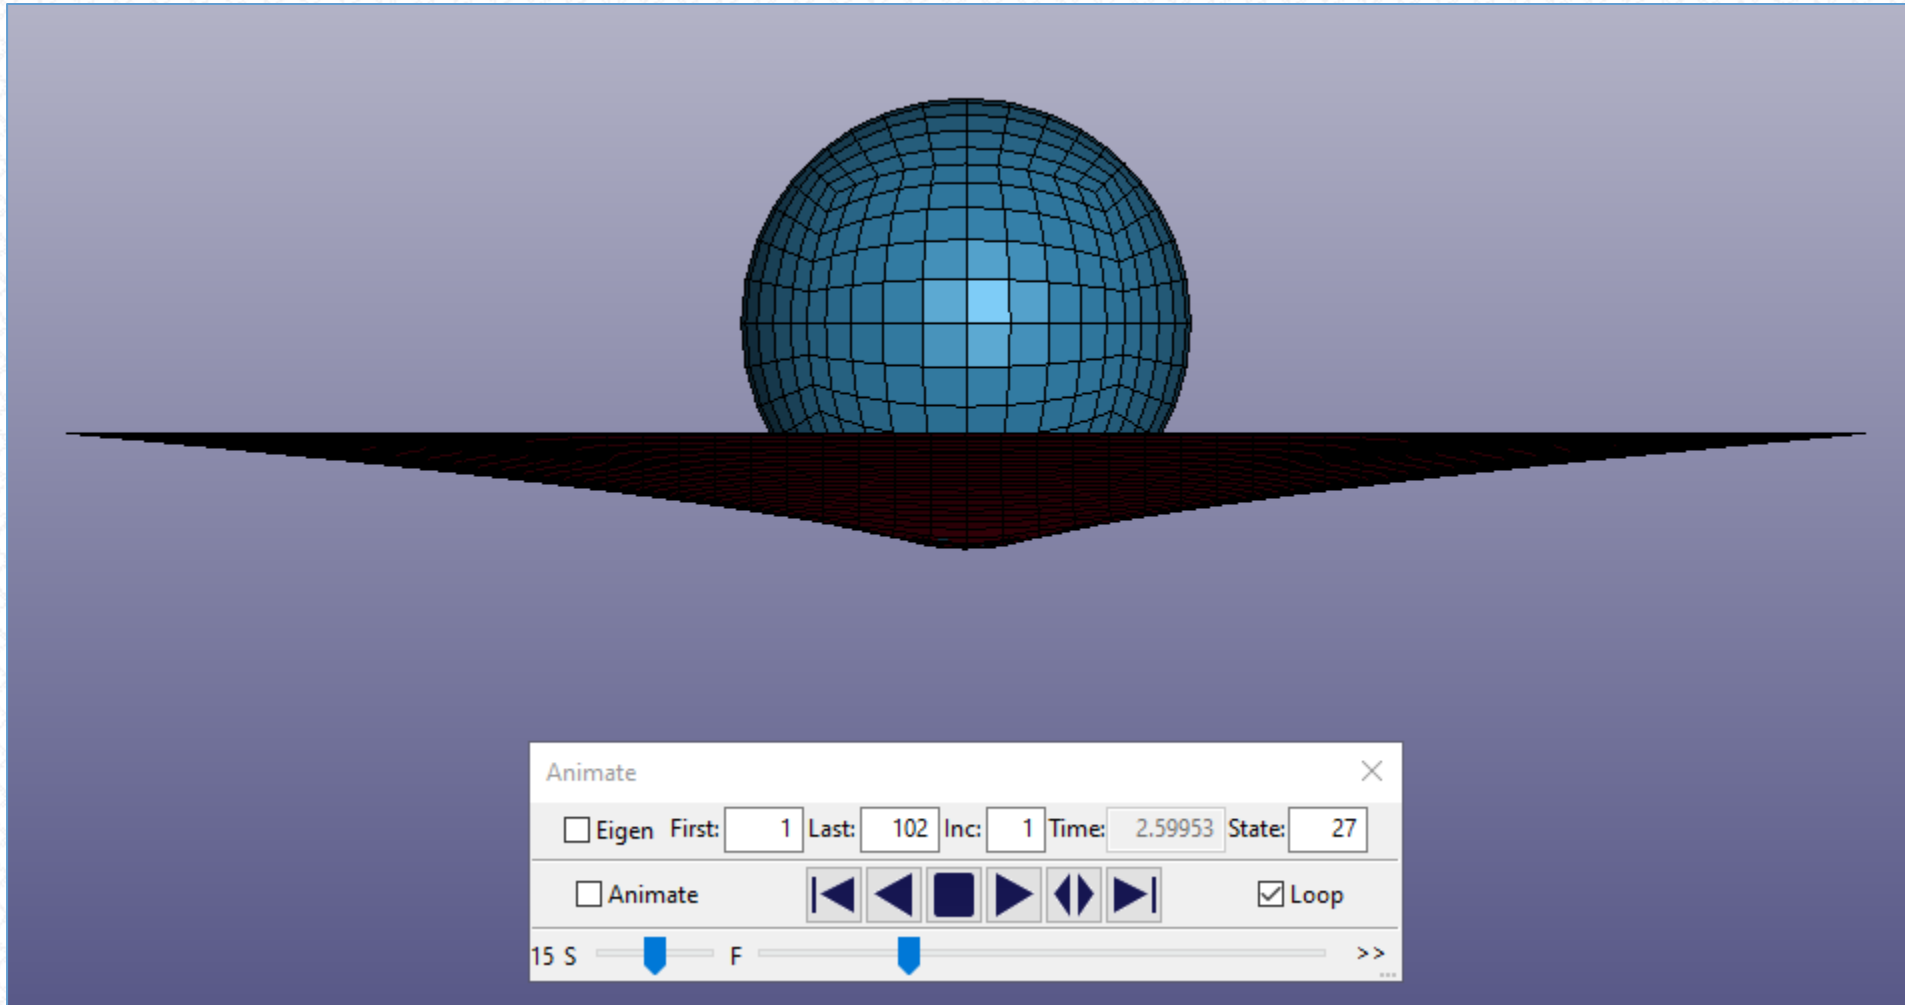 Animate
Eigen First: 1 Last: 102 Inc: 1 Time: 2.59953 State: 27
Animate Loop
15 S F >>